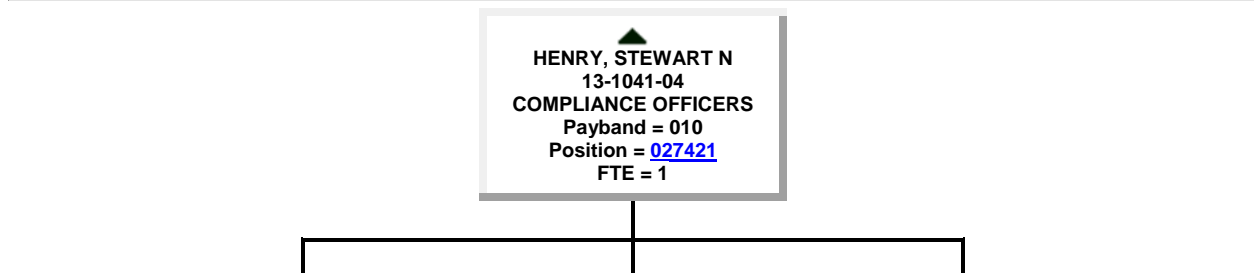 HENRY, STEWART N
13-1041-04
COMPLIANCE OFFICERS
Payband = 010
Position = 027421
FTE = 1